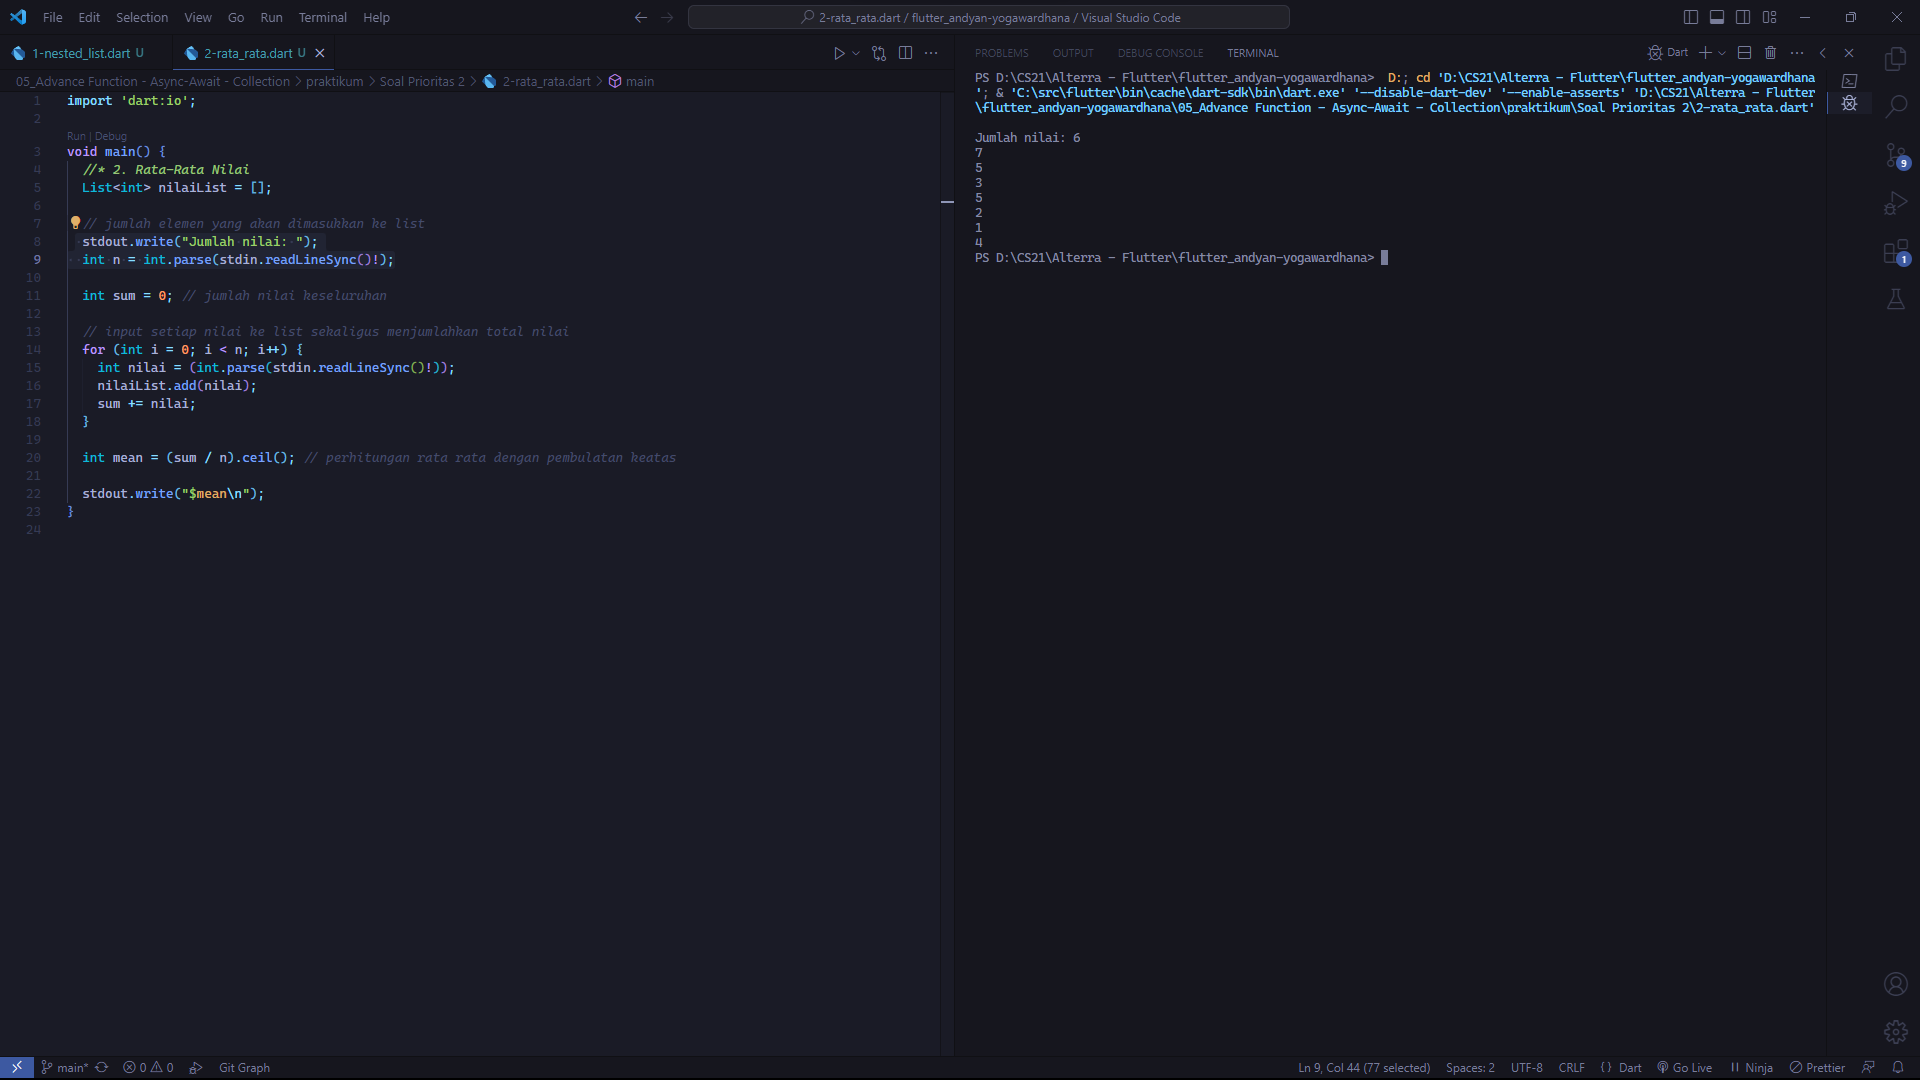 File Edit Selection View Go Run Terminal Help
2-rata_rata.dart / flutter_andyan-yogawardhana / Visual Studio Code
1-nested_list.dart U
2-rata_rata.dart U
05_Advance Function - Async-Await - Collection > praktikum > Soal Prioritas 2 > 2-rata_rata.dart > main
1 import 'dart:io';
2
Run | Debug
3 void main() {
4 //* 2. Rata-Rata Nilai
5 List<int> nilaiList = [];
6
7 // jumlah elemen yang akan dimasukkan ke list
8 stdout.write("Jumlah nilai: ");
9 int n = int.parse(stdin.readLineSync()!);
10
11 int sum = 0; // jumlah nilai keseluruhan
12
13 // input setiap nilai ke list sekaligus menjumlahkan total nilai
14 for (int i = 0; i < n; i++) {
15 int nilai = (int.parse(stdin.readLineSync()!));
16 nilaiList.add(nilai);
17 sum += nilai;
18 }
19
20 int mean = (sum / n).ceil(); // perhitungan rata rata dengan pembulatan keatas
21
22 stdout.write("$mean\n");
23 }
24
PROBLEMS OUTPUT DEBUG CONSOLE TERMINAL
Dart
PS D:\CS21\Alterra - Flutter\flutter_andyan-yogawardhana> D:; cd 'D:\CS21\Alterra - Flutter\flutter_andyan-yogawardhana
'; & 'C:\src\flutter\bin\cache\dart-sdk\bin\dart.exe' '--disable-dart-dev' '--enable-asserts' 'D:\CS21\Alterra - Flutter
\flutter_andyan-yogawardhana\05_Advance Function - Async-Await - Collection\praktikum\Soal Prioritas 2\2-rata_rata.dart'
Jumlah nilai: 6
7
5
3
5
2
1
4
PS D:\CS21\Alterra - Flutter\flutter_andyan-yogawardhana>
9
1
main* 0 0 Git Graph
Ln 9, Col 44 (77 selected) Spaces: 2 UTF-8 CRLF { } Dart Go Live Ninja Prettier